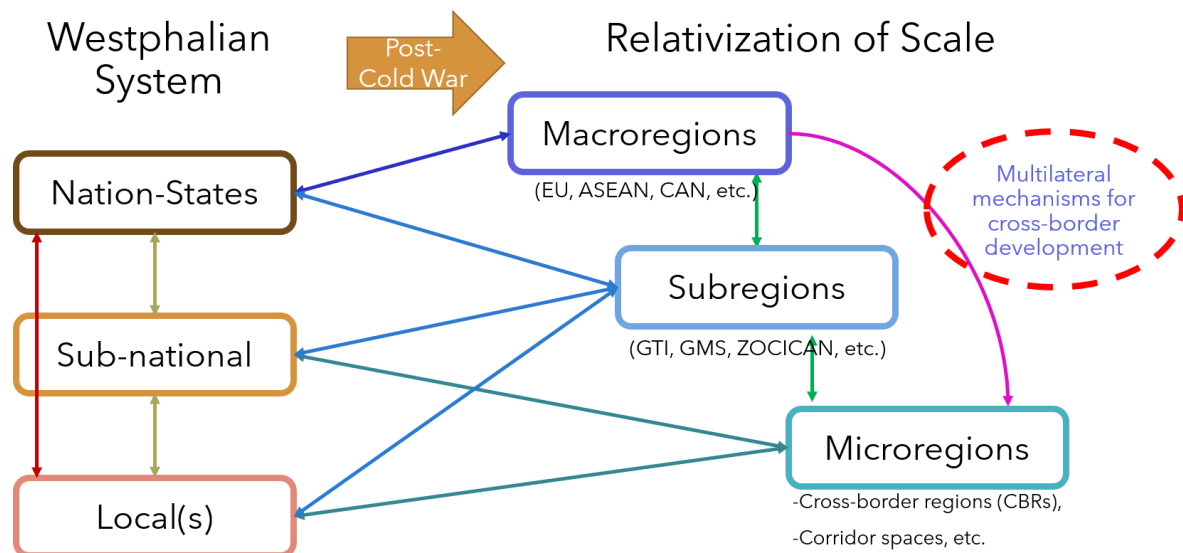 Westphalian
System
Post-
Cold War
Relativization of Scale
Macroregions
(EU, ASEAN, CAN, etc.)
Nation-States
Multilateral
mechanisms for
cross-border
development
Subregions
(GTI, GMS, ZOCICAN, etc.)
Sub-national
Microregions
-Cross-border regions (CBRs),
-Corridor spaces, etc.
Local(s)